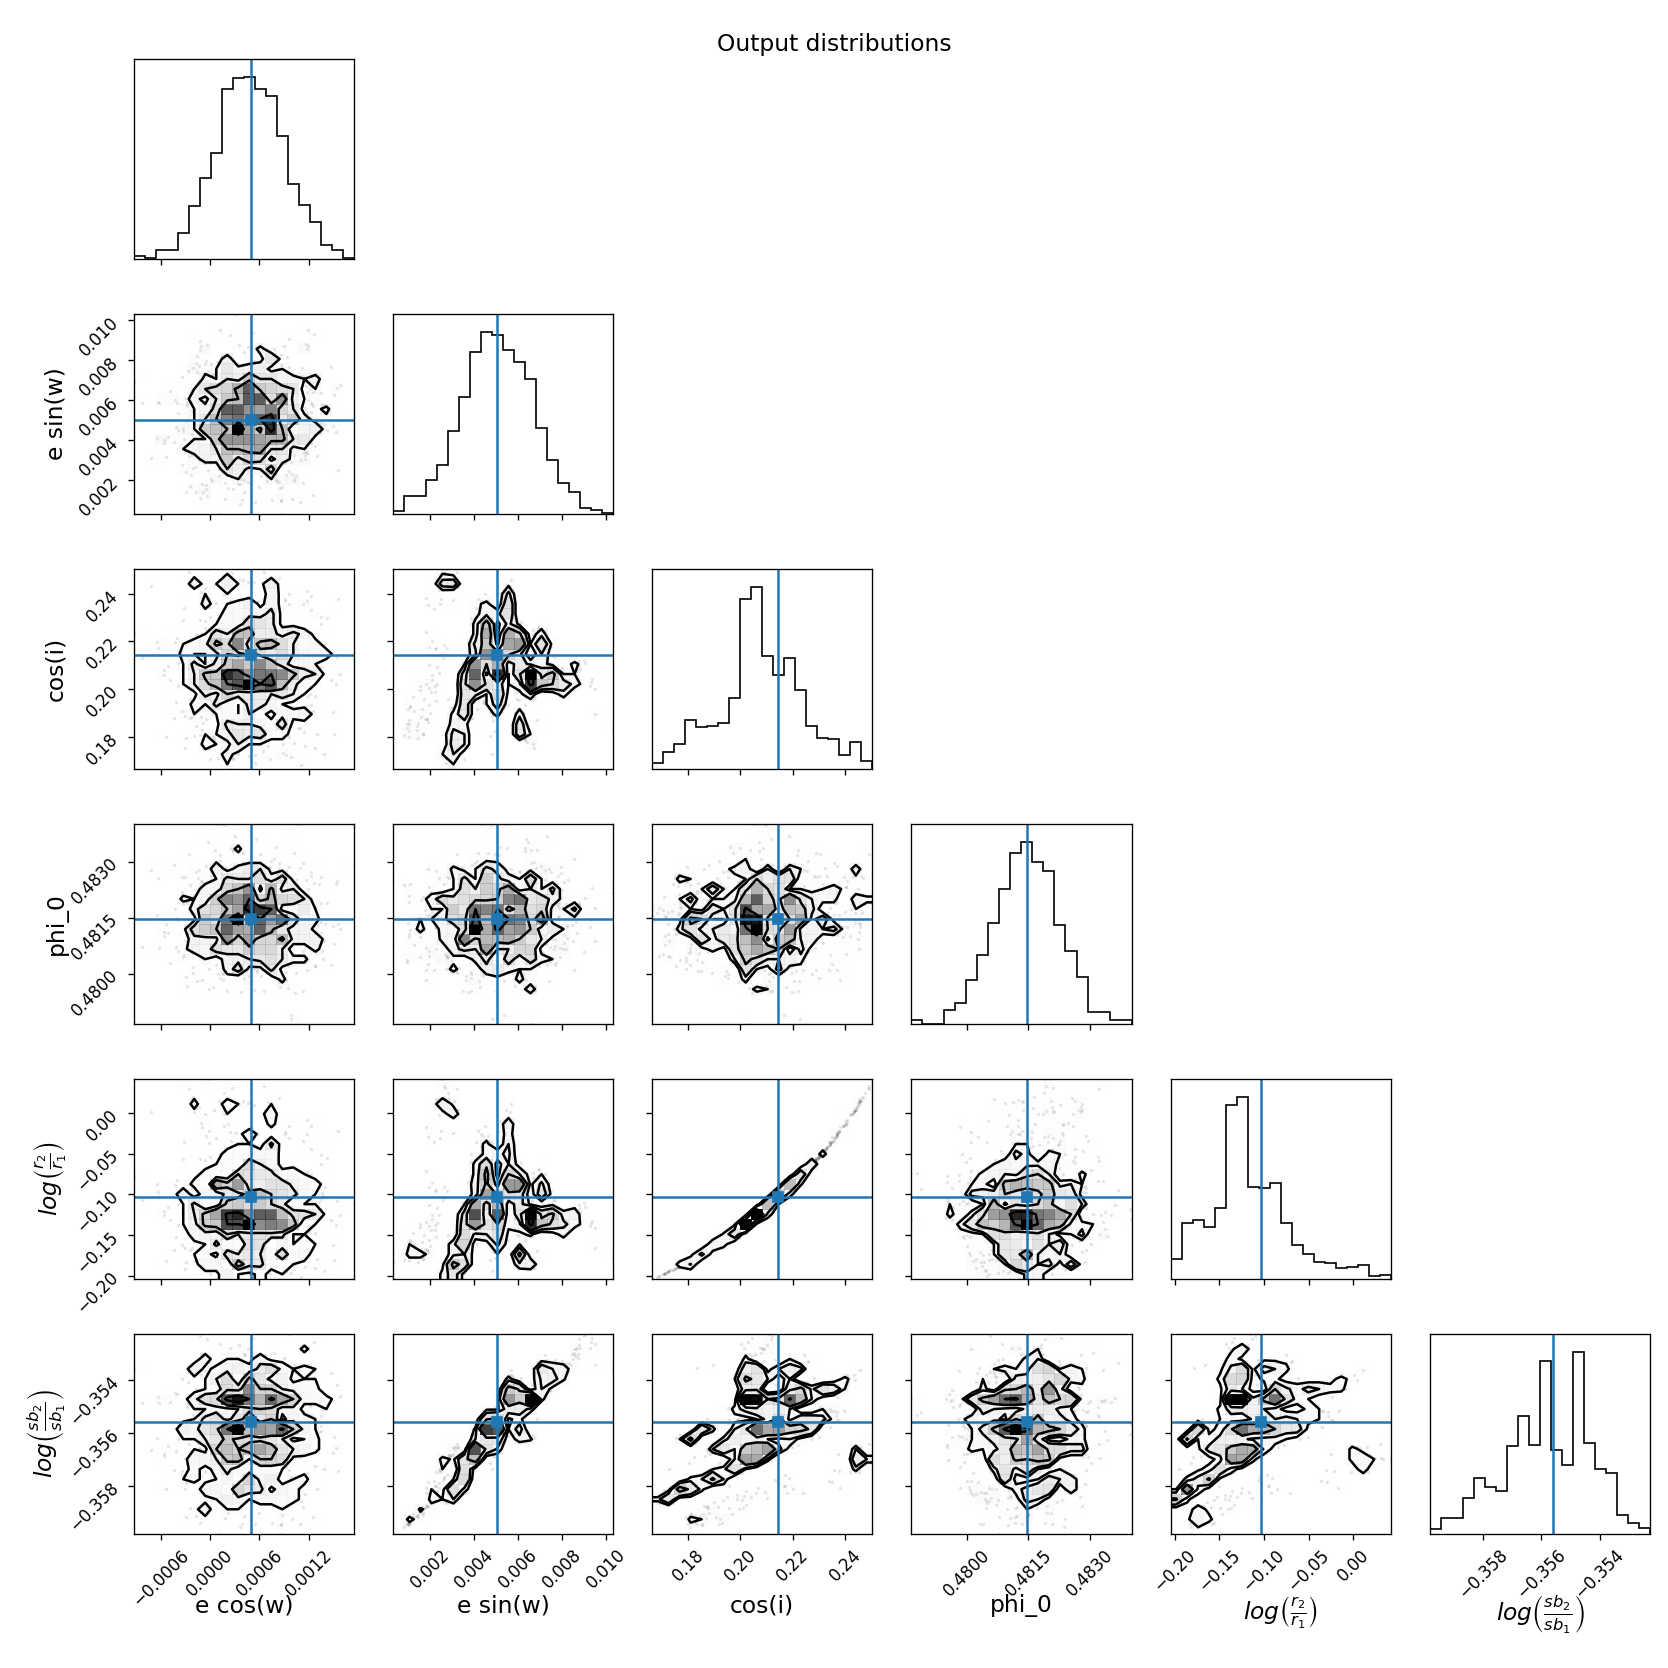 Output distributions
e sin(w)
0.010
0.008
0.006
0.004
0.002
cos(i)
0.24
0.22
0.20
0.18
phi_0
0.4830
0.4815
0.4800
log(r₂/r₁)
0.00
−0.05
−0.10
−0.15
−0.20
log(sb₂/sb₁)
−0.354
−0.356
−0.358
−0.0006 0.0000 0.0006 0.0012
e cos(w)
0.002 0.004 0.006 0.008 0.010
e sin(w)
0.18 0.20 0.22 0.24
cos(i)
0.4800 0.4815 0.4830
phi_0
−0.20 −0.15 −0.10 −0.05 0.00
log(r₂/r₁)
−0.358 −0.356 −0.354
log(sb₂/sb₁)